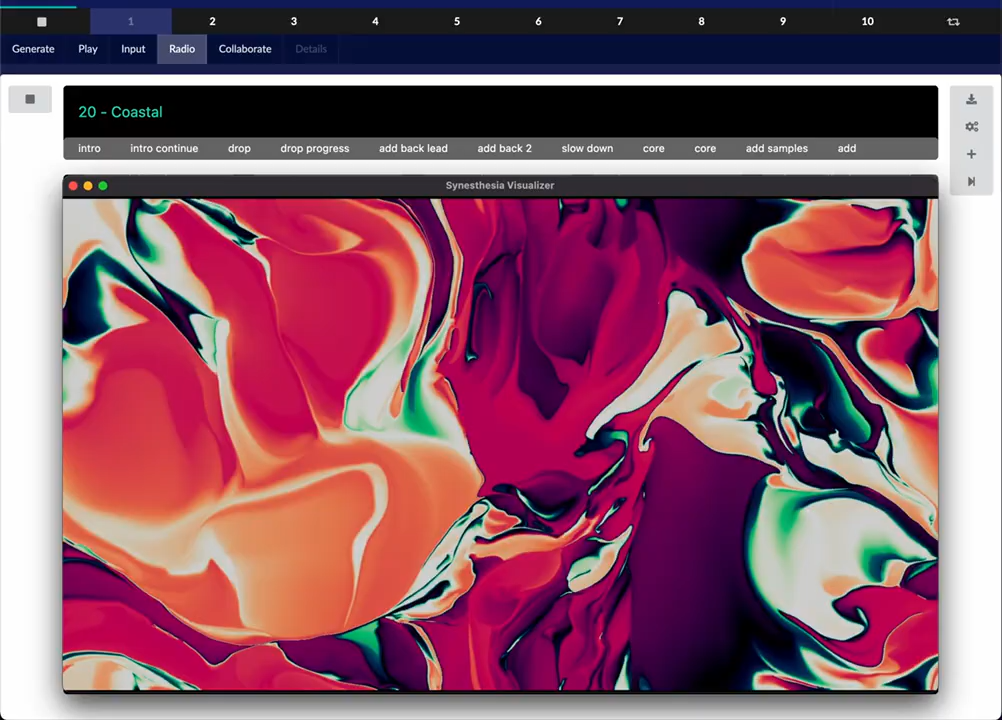 1 2 3 4 5 6 7 8 9 10
Generate Play Input Radio Collaborate Details
20 - Coastal
intro intro continue drop drop progress add back lead add back 2 slow down core core add samples add
Synesthesia Visualizer